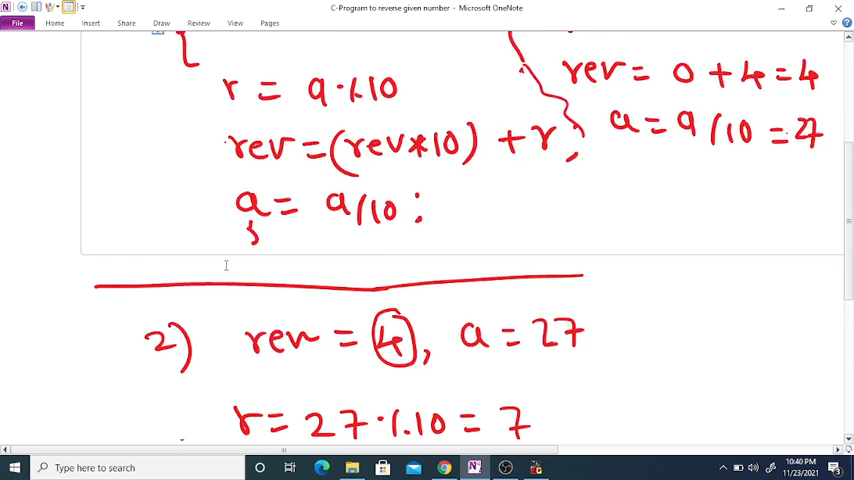 C-Program to reverse given number - Microsoft OneNote
File Home Insert Share Draw History Review View Pages
{
r = a % 10
rev = (rev*10) + r;
a = a/10 ;
}
rev = 0 + 4 = 4
a = a/10 = 27
2) rev = 4, a = 27
r = 27 % 10 = 7
Type here to search
10:40 PM
11/23/2021
3